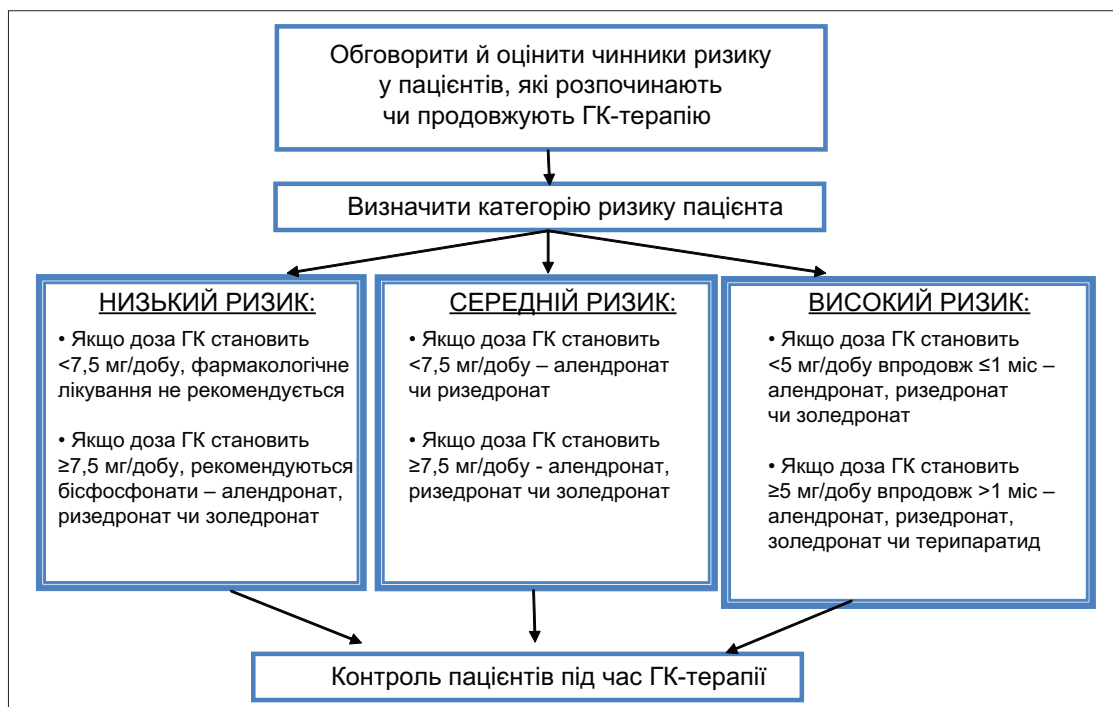 Обговорити й оцінити чинники ризику
у пацієнтів, які розпочинають
чи продовжують ГК-терапію
Визначити категорію ризику пацієнта
НИЗЬКИЙ РИЗИК:
• Якщо доза ГК становить
<7,5 мг/добу, фармакологічне
лікування не рекомендується
• Якщо доза ГК становить
≥7,5 мг/добу, рекомендуються
бісфосфонати – алендронат,
ризедронат чи золедронат
СЕРЕДНІЙ РИЗИК:
• Якщо доза ГК становить
<7,5 мг/добу – алендронат
чи ризедронат
• Якщо доза ГК становить
≥7,5 мг/добу - алендронат,
ризедронат чи золедронат
ВИСОКИЙ РИЗИК:
• Якщо доза ГК становить
<5 мг/добу впродовж ≤1 міс –
алендронат, ризедронат
чи золедронат
• Якщо доза ГК становить
≥5 мг/добу впродовж >1 міс –
алендронат, ризедронат,
золедронат чи терипаратид
Контроль пацієнтів під час ГК-терапії